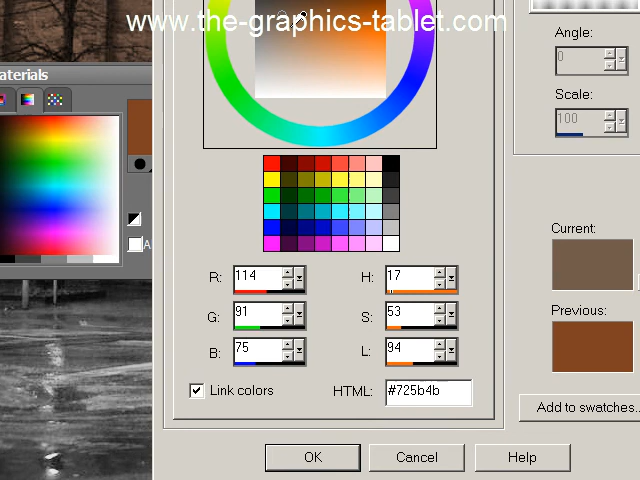 www.the-graphics-tablet.com
Angle:
0
aterials
Scale:
100
A
Current:
R: 114
H: 17
G: 91
S: 53
B: 75
L: 94
Previous:
Link colors
HTML: #725b4b
Add to swatches...
OK
Cancel
Help